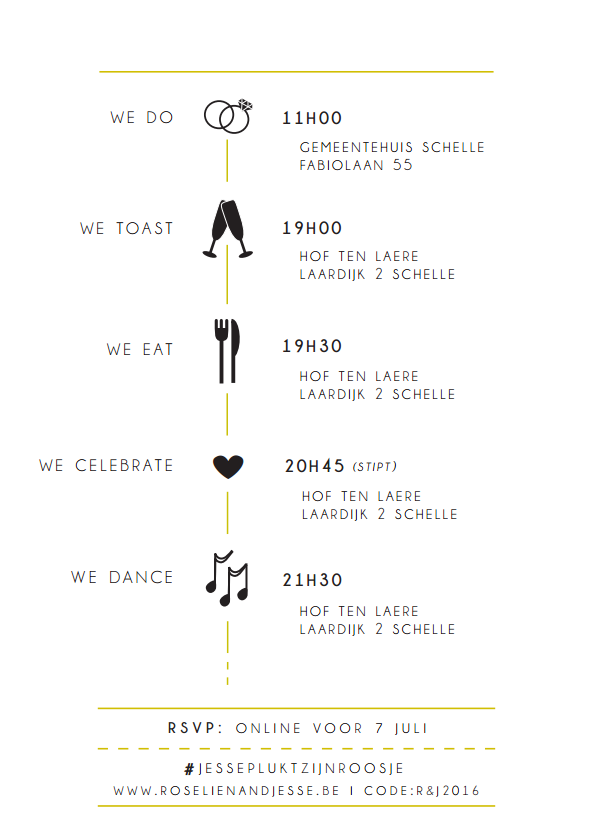 WE DO
11H00
GEMEENTEHUIS SCHELLE
FABIOLAAN 55
WE TOAST
19H00
HOF TEN LAERE
LAARDIJK 2 SCHELLE
WE EAT
19H30
HOF TEN LAERE
LAARDIJK 2 SCHELLE
WE CELEBRATE
20H45 (STIPT)
HOF TEN LAERE
LAARDIJK 2 SCHELLE
WE DANCE
21H30
HOF TEN LAERE
LAARDIJK 2 SCHELLE
RSVP: ONLINE VOOR 7 JULI
#JESSEPLUKTZIJNROOSJE
WWW.ROSELIENANDJESSE.BE I CODE:R&J2016